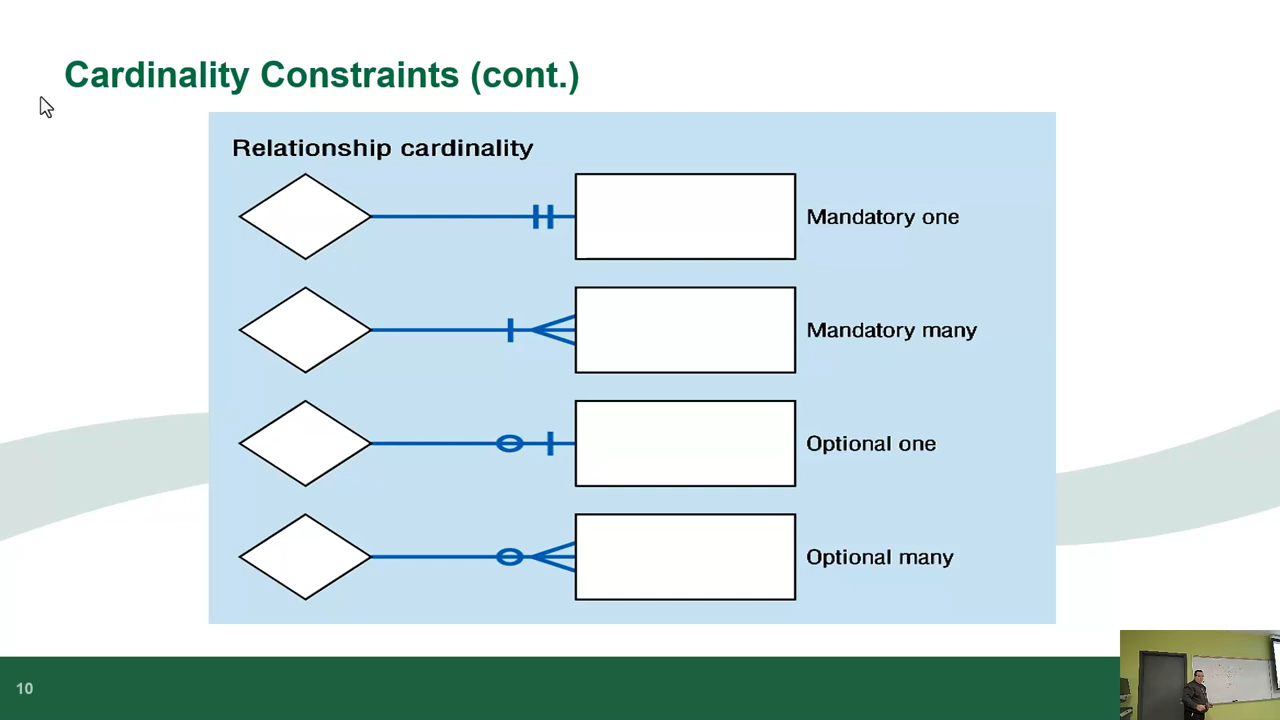 Cardinality Constraints (cont.)
Relationship cardinality
Mandatory one
Mandatory many
Optional one
Optional many
10